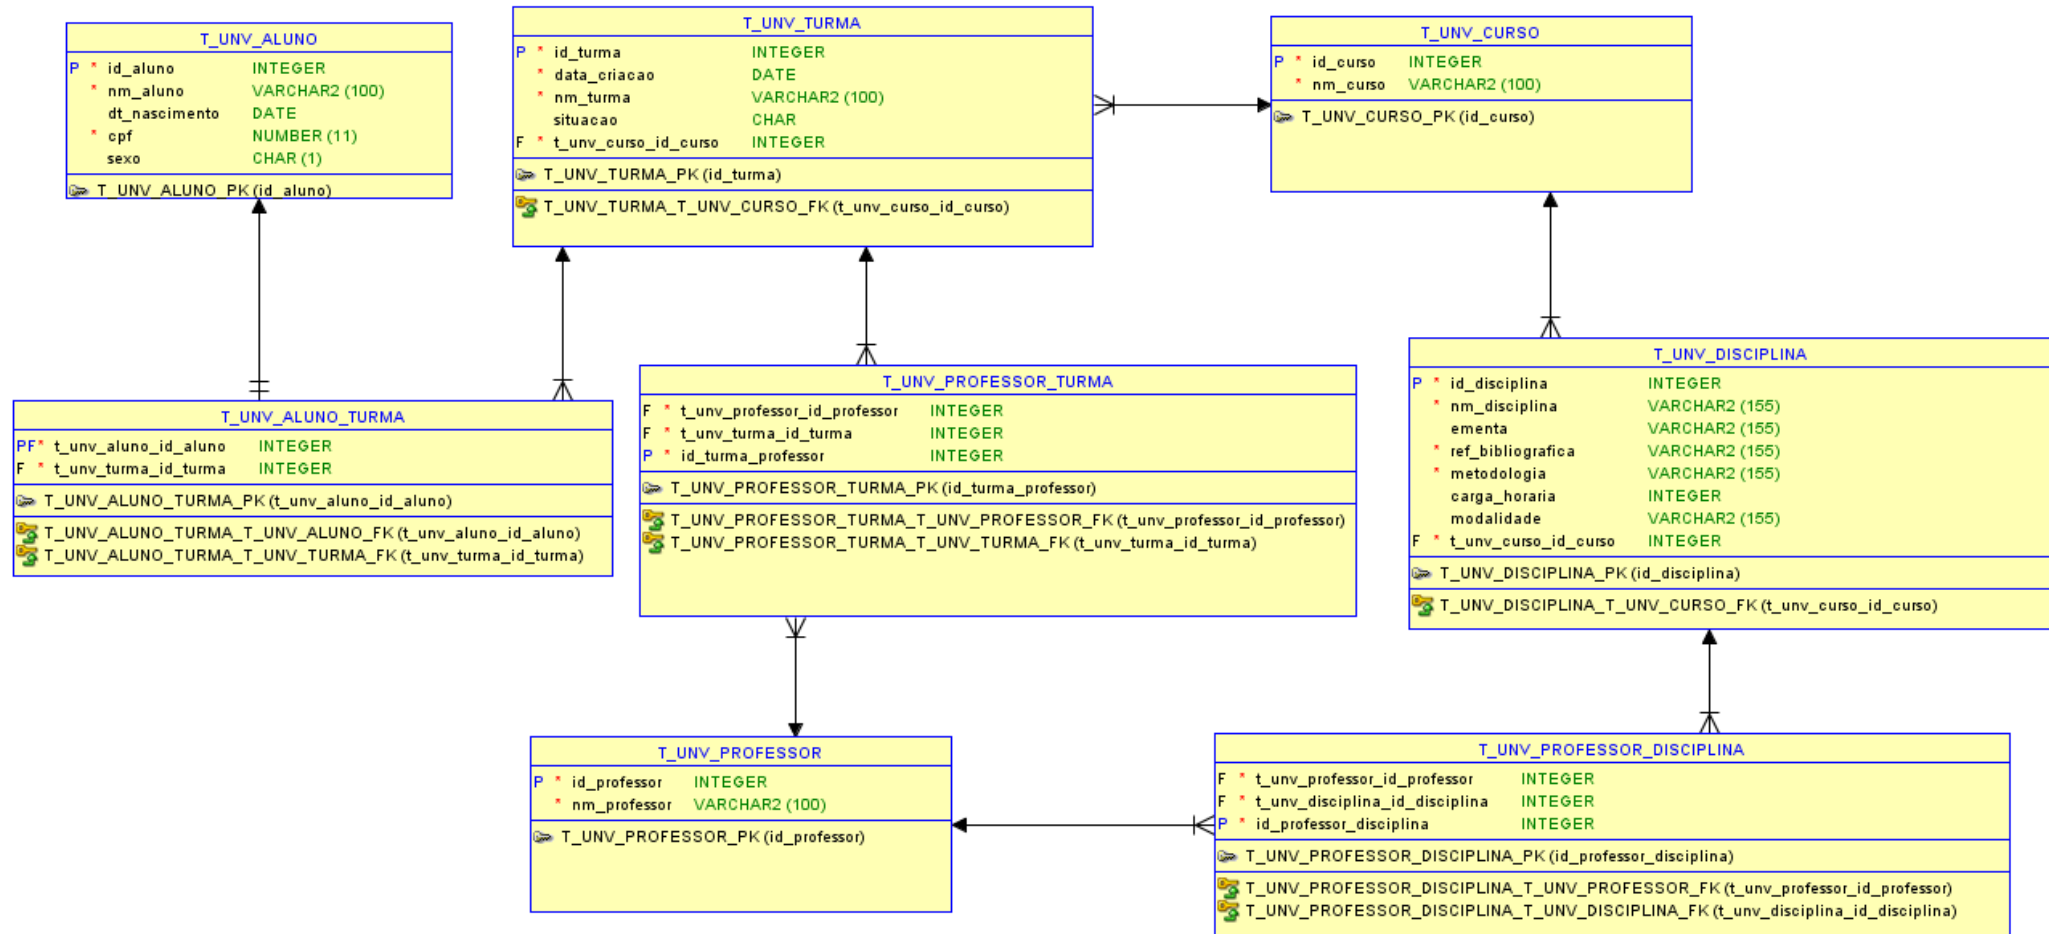 T_UNV_ALUNO
P * id_aluno INTEGER
* nm_aluno VARCHAR2 (100)
dt_nascimento DATE
* cpf NUMBER (11)
sexo CHAR (1)
T_UNV_ALUNO_PK (id_aluno)
T_UNV_TURMA
P * id_turma INTEGER
* data_criacao DATE
* nm_turma VARCHAR2 (100)
situacao CHAR
F * t_unv_curso_id_curso INTEGER
T_UNV_TURMA_PK (id_turma)
T_UNV_TURMA_T_UNV_CURSO_FK (t_unv_curso_id_curso)
T_UNV_CURSO
P * id_curso INTEGER
* nm_curso VARCHAR2 (100)
T_UNV_CURSO_PK (id_curso)
T_UNV_ALUNO_TURMA
PF* t_unv_aluno_id_aluno INTEGER
F * t_unv_turma_id_turma INTEGER
T_UNV_ALUNO_TURMA_PK (t_unv_aluno_id_aluno)
T_UNV_ALUNO_TURMA_T_UNV_ALUNO_FK (t_unv_aluno_id_aluno)
T_UNV_ALUNO_TURMA_T_UNV_TURMA_FK (t_unv_turma_id_turma)
T_UNV_PROFESSOR_TURMA
F * t_unv_professor_id_professor INTEGER
F * t_unv_turma_id_turma INTEGER
P * id_turma_professor INTEGER
T_UNV_PROFESSOR_TURMA_PK (id_turma_professor)
T_UNV_PROFESSOR_TURMA_T_UNV_PROFESSOR_FK (t_unv_professor_id_professor)
T_UNV_PROFESSOR_TURMA_T_UNV_TURMA_FK (t_unv_turma_id_turma)
T_UNV_DISCIPLINA
P * id_disciplina INTEGER
* nm_disciplina VARCHAR2 (155)
ementa VARCHAR2 (155)
* ref_bibliografica VARCHAR2 (155)
* metodologia VARCHAR2 (155)
carga_horaria INTEGER
modalidade VARCHAR2 (155)
F * t_unv_curso_id_curso INTEGER
T_UNV_DISCIPLINA_PK (id_disciplina)
T_UNV_DISCIPLINA_T_UNV_CURSO_FK (t_unv_curso_id_curso)
T_UNV_PROFESSOR
P * id_professor INTEGER
* nm_professor VARCHAR2 (100)
T_UNV_PROFESSOR_PK (id_professor)
T_UNV_PROFESSOR_DISCIPLINA
F * t_unv_professor_id_professor INTEGER
F * t_unv_disciplina_id_disciplina INTEGER
P * id_professor_disciplina INTEGER
T_UNV_PROFESSOR_DISCIPLINA_PK (id_professor_disciplina)
T_UNV_PROFESSOR_DISCIPLINA_T_UNV_PROFESSOR_FK (t_unv_professor_id_professor)
T_UNV_PROFESSOR_DISCIPLINA_T_UNV_DISCIPLINA_FK (t_unv_disciplina_id_disciplina)